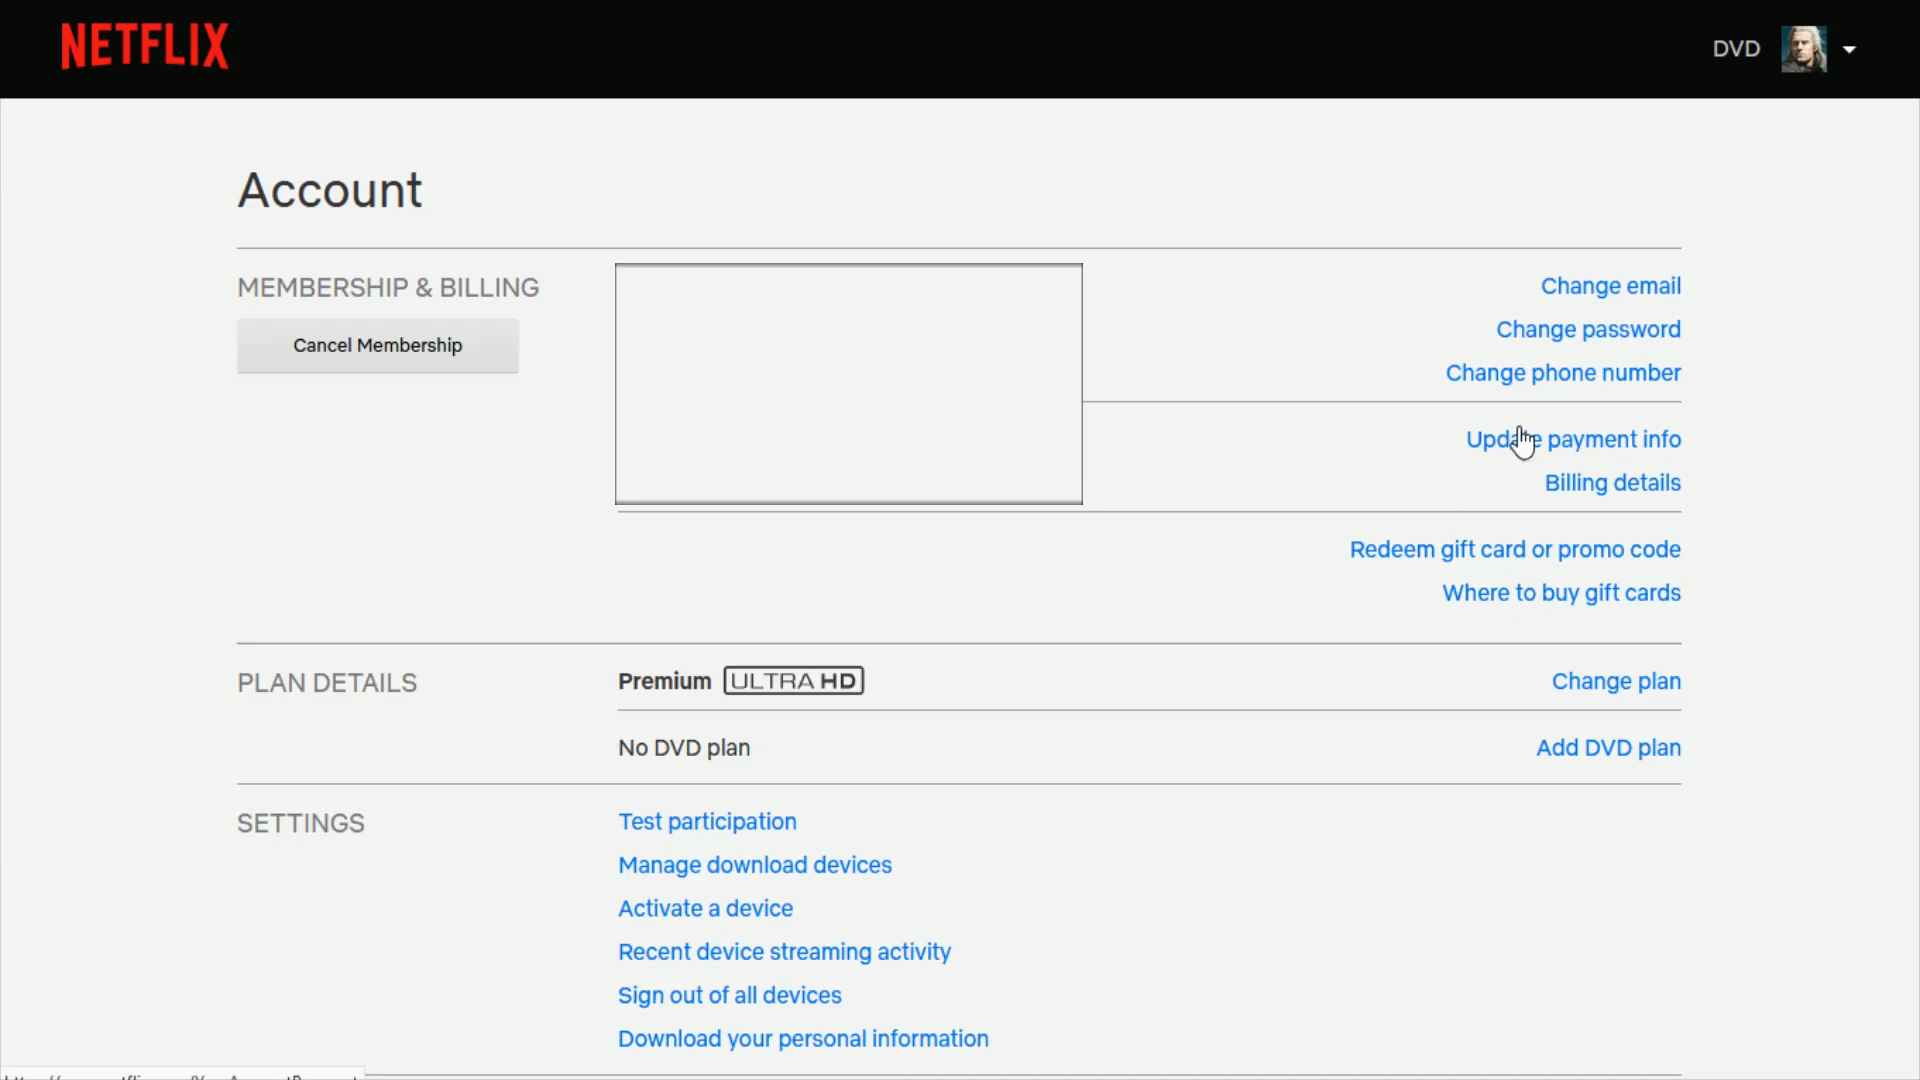 NETFLIX
DVD
Account
MEMBERSHIP & BILLING
Cancel Membership
Change email
Change password
Change phone number
Update payment info
Billing details
Redeem gift card or promo code
Where to buy gift cards
PLAN DETAILS
Premium ULTRA HD
Change plan
No DVD plan
Add DVD plan
SETTINGS
Test participation
Manage download devices
Activate a device
Recent device streaming activity
Sign out of all devices
Download your personal information